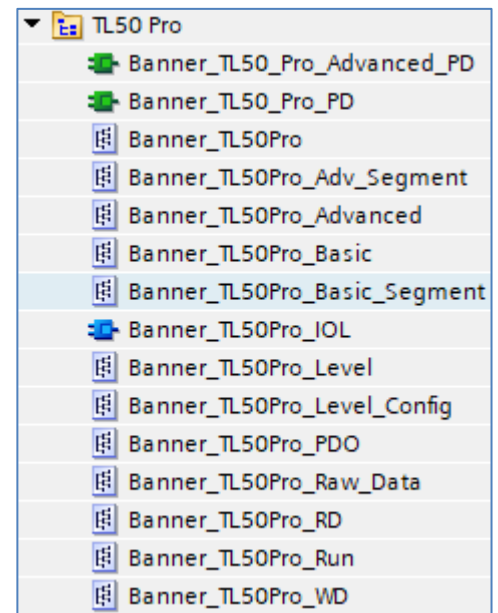 TL50 Pro
Banner_TL50_Pro_Advanced_PD
Banner_TL50_Pro_PD
Banner_TL50Pro
Banner_TL50Pro_Adv_Segment
Banner_TL50Pro_Advanced
Banner_TL50Pro_Basic
Banner_TL50Pro_Basic_Segment
Banner_TL50Pro_IOL
Banner_TL50Pro_Level
Banner_TL50Pro_Level_Config
Banner_TL50Pro_PDO
Banner_TL50Pro_Raw_Data
Banner_TL50Pro_RD
Banner_TL50Pro_Run
Banner_TL50Pro_WD